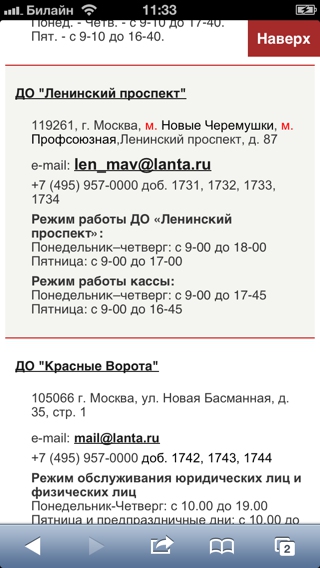 Билайн 11:33
Понед. - Четв. - с 9-10 до 17-40.
Пят. - с 9-10 до 16-40.
Наверх
ДО "Ленинский проспект"
119261, г. Москва, м. Новые Черемушки, м.
Профсоюзная,Ленинский проспект, д. 87
e-mail: len_mav@lanta.ru
+7 (495) 957-0000 доб. 1731, 1732, 1733,
1734
Режим работы ДО «Ленинский
проспект»:
Понедельник–четверг: с 9-00 до 18-00
Пятница: с 9-00 до 17-00
Режим работы кассы:
Понедельник–четверг: с 9-00 до 17-45
Пятница: с 9-00 до 16-45
ДО "Красные Ворота"
105066 г. Москва, ул. Новая Басманная, д.
35, стр. 1
e-mail: mail@lanta.ru
+7 (495) 957-0000 доб. 1742, 1743, 1744
Режим обслуживания юридических лиц и
физических лиц
Понедельник-Четверг: с 10.00 до 19.00
Пятница и предпраздничные дни: с 10.00 до
2